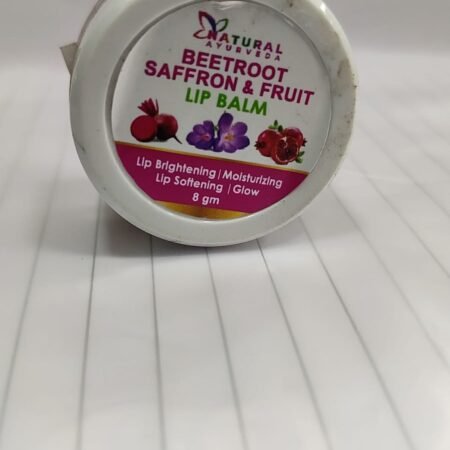 NATURAL
AYURVEDA
BEETROOT
SAFFRON & FRUIT
LIP BALM
Lip Brightening | Moisturizing
Lip Softening | Glow
8 gm